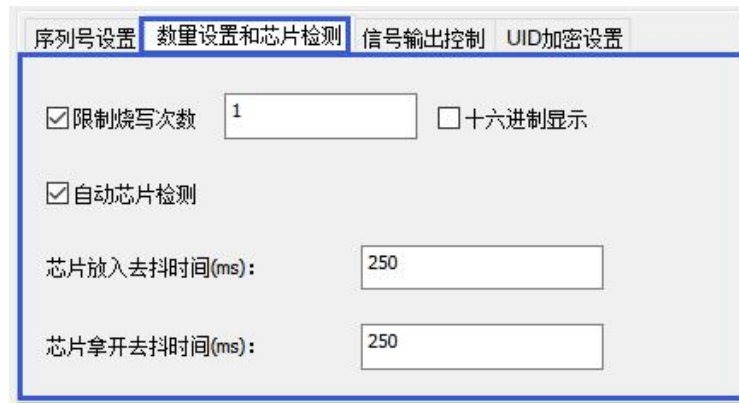 序列号设置 数量设置和芯片检测 信号输出控制 UID加密设置
限制烧写次数 1 十六进制显示
自动芯片检测
芯片放入去抖时间(ms)： 250
芯片拿开去抖时间(ms)： 250